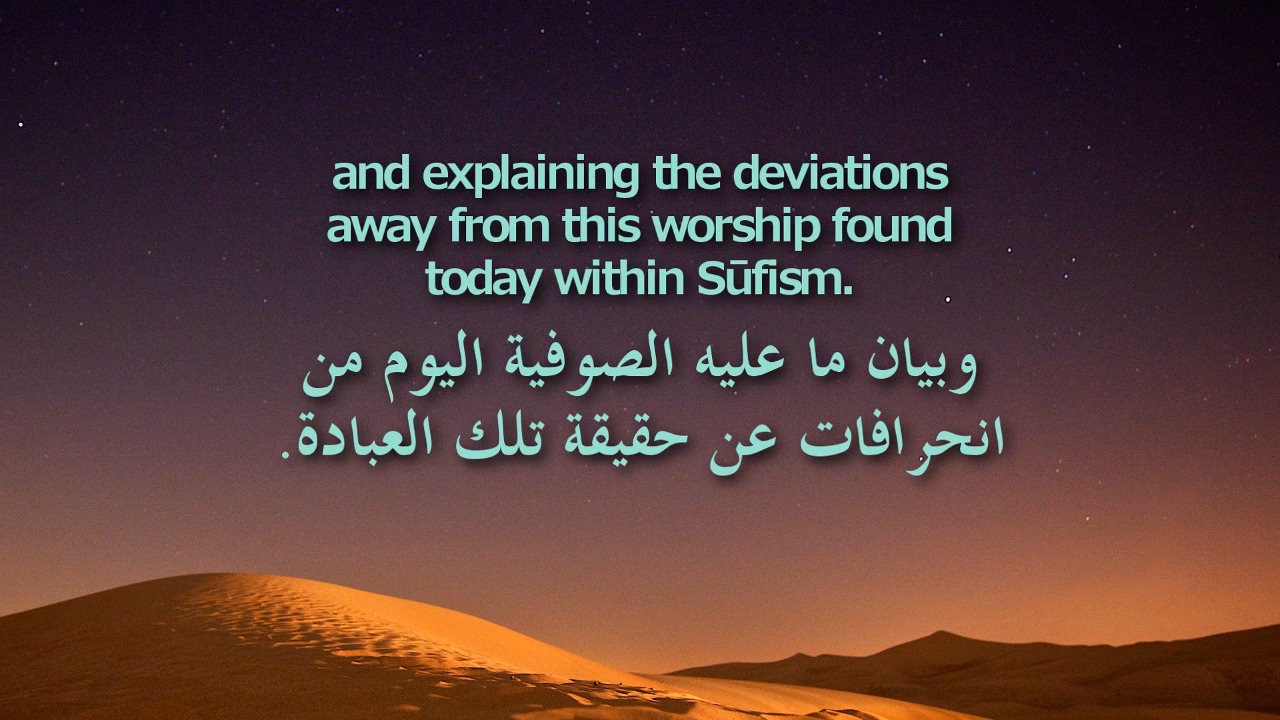 and explaining the deviations
away from this worship found
today within Sūfism.
وبيان ما عليه الصوفية اليوم من
انحرافات عن حقيقة تلك العبادة.